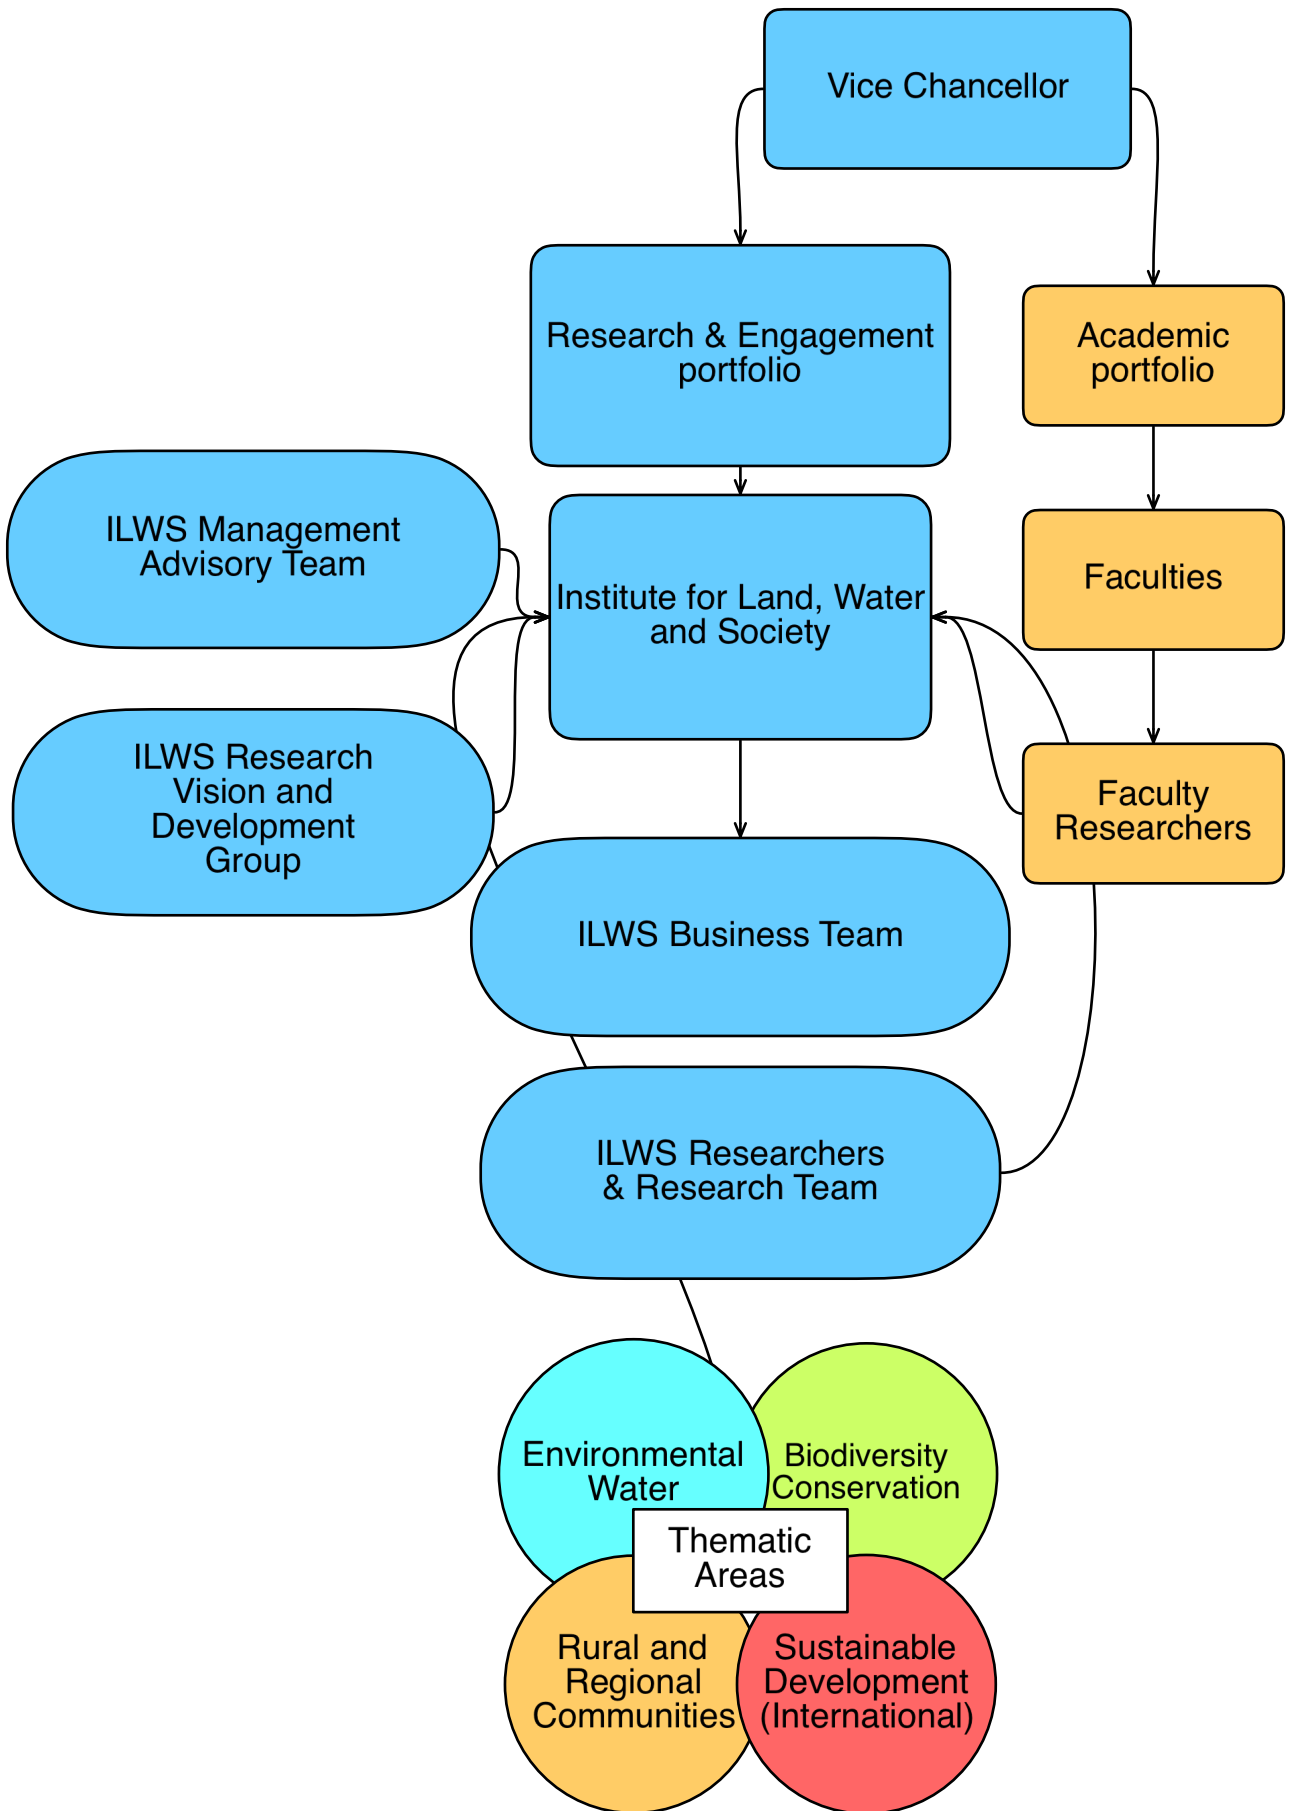 Vice Chancellor
Research & Engagement
portfolio
Academic
portfolio
ILWS Management
Advisory Team
Institute for Land, Water
and Society
Faculties
ILWS Research
Vision and
Development
Group
Faculty
Researchers
ILWS Business Team
ILWS Researchers
& Research Team
Environmental
Water
Biodiversity
Conservation
Thematic
Areas
Rural and
Regional
Communities
Sustainable
Development
(International)